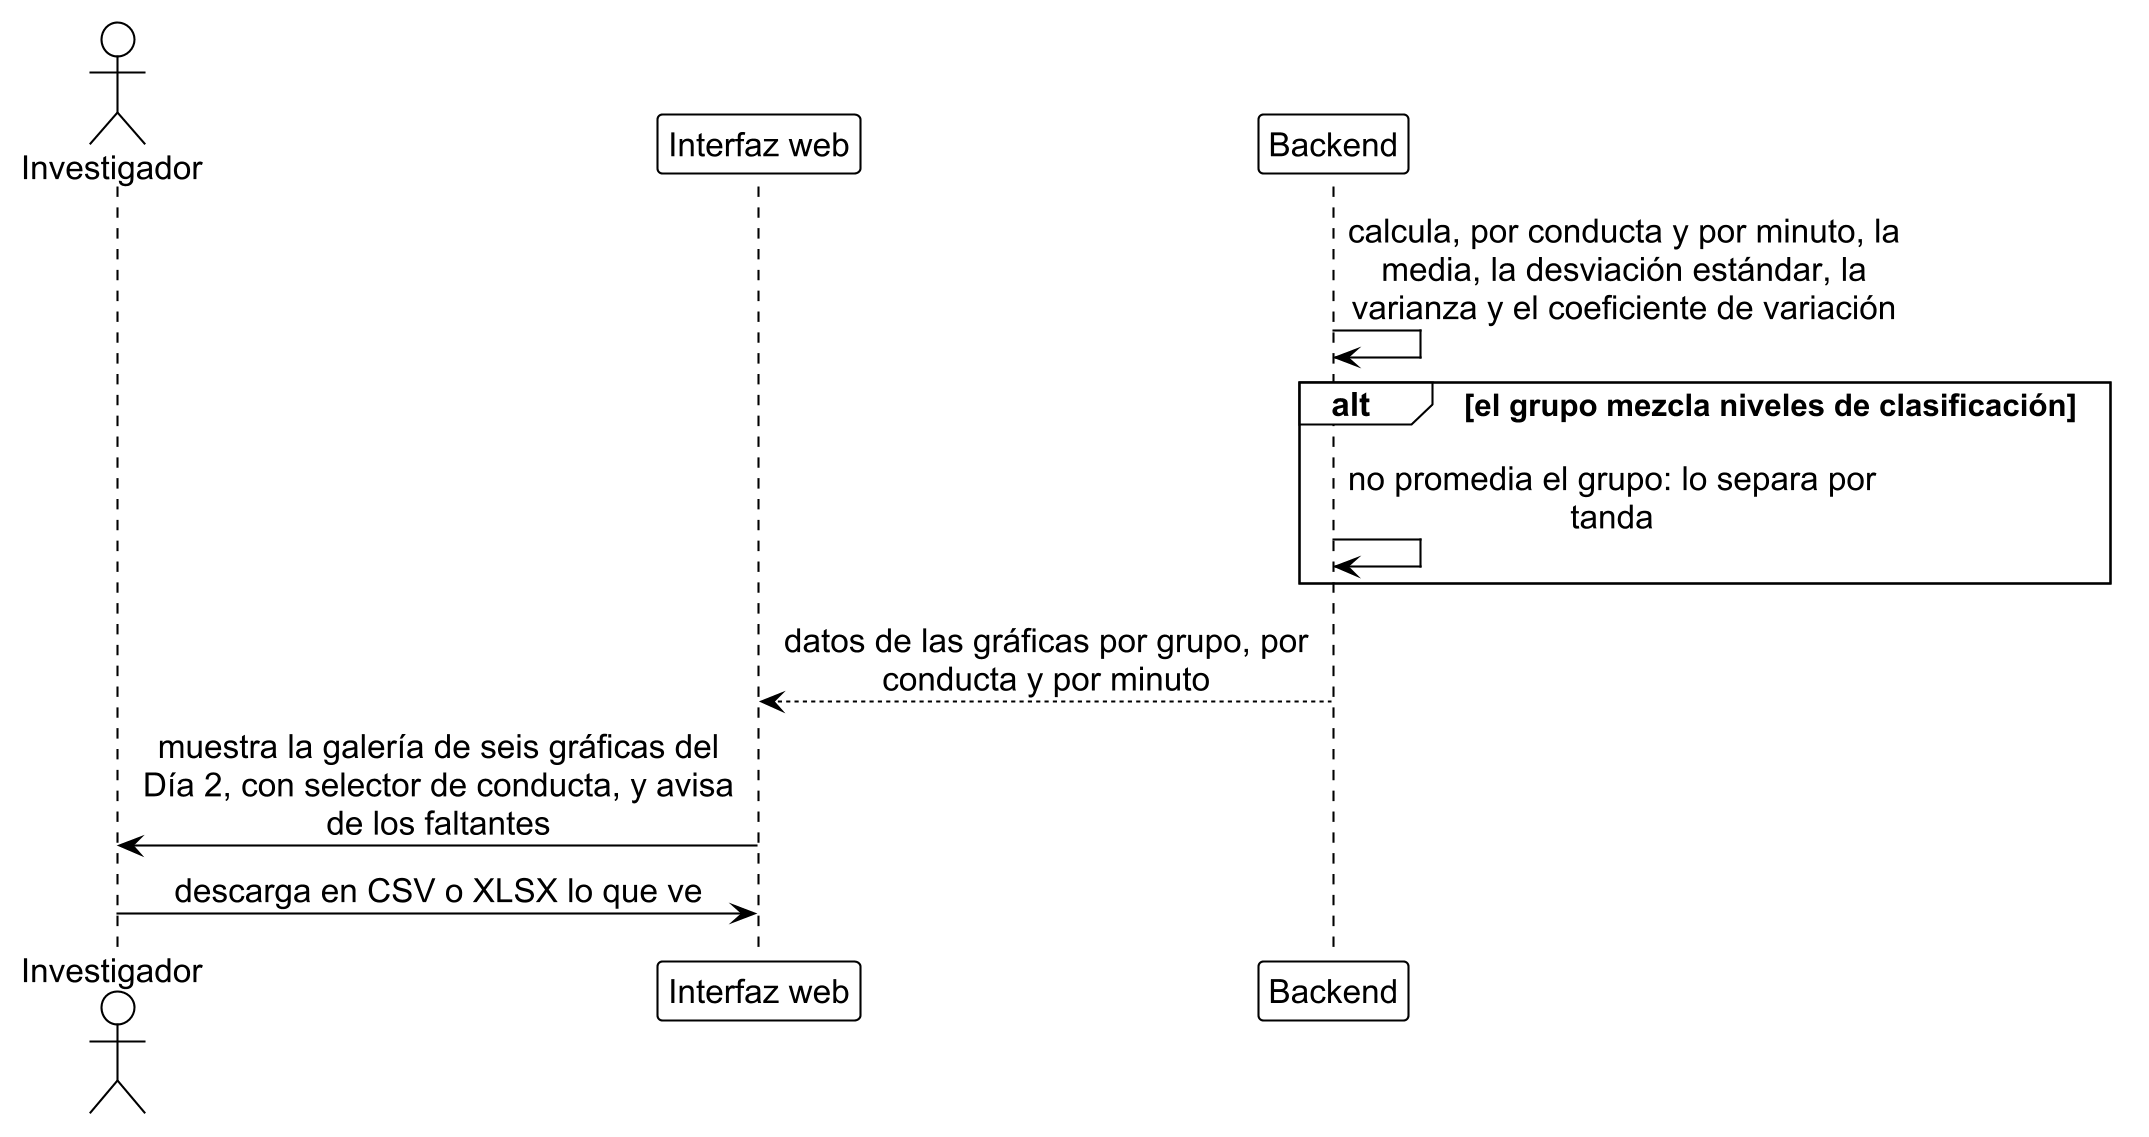 Investigador
Interfaz web
Backend
calcula, por conducta y por minuto, la
media, la desviación estándar, la
varianza y el coeficiente de variación
alt
[el grupo mezcla niveles de clasificación]
no promedia el grupo: lo separa por
tanda
datos de las gráficas por grupo, por
conducta y por minuto
muestra la galería de seis gráficas del
Día 2, con selector de conducta, y avisa
de los faltantes
descarga en CSV o XLSX lo que ve
Investigador
Interfaz web
Backend